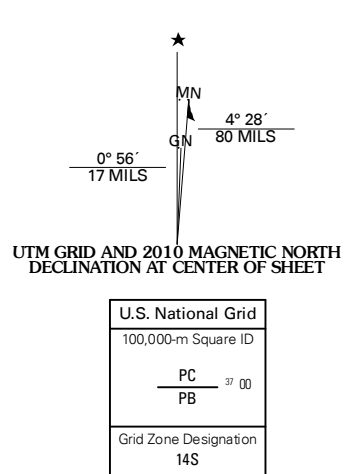 MN
4° 28´
80 MILS
GN
0° 56´
17 MILS
UTM GRID AND 2010 MAGNETIC NORTH
DECLINATION AT CENTER OF SHEET
U.S. National Grid
100,000-m Square ID
PC
37 00
PB
Grid Zone Designation
14S